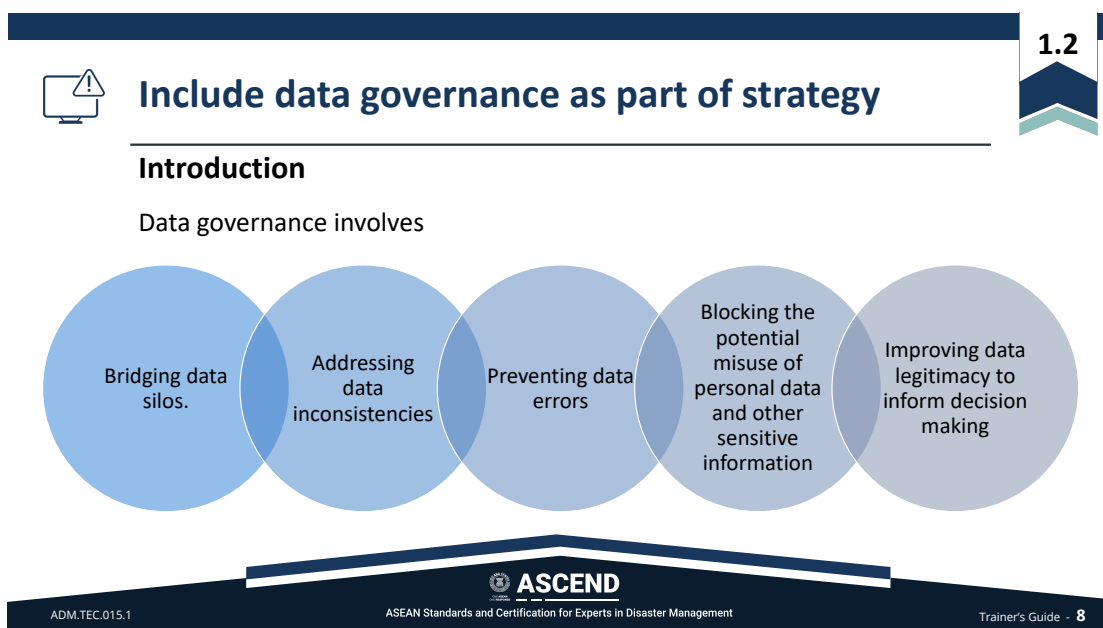 1.2
Include data governance as part of strategy
Introduction
Data governance involves
Bridging data
silos.
Addressing
data
inconsistencies
Preventing data
errors
Blocking the
potential
misuse of
personal data
and other
sensitive
information
Improving data
legitimacy to
inform decision
making
ASCEND
ADM.TEC.015.1
ASEAN Standards and Certification for Experts in Disaster Management
Trainer's Guide - 8